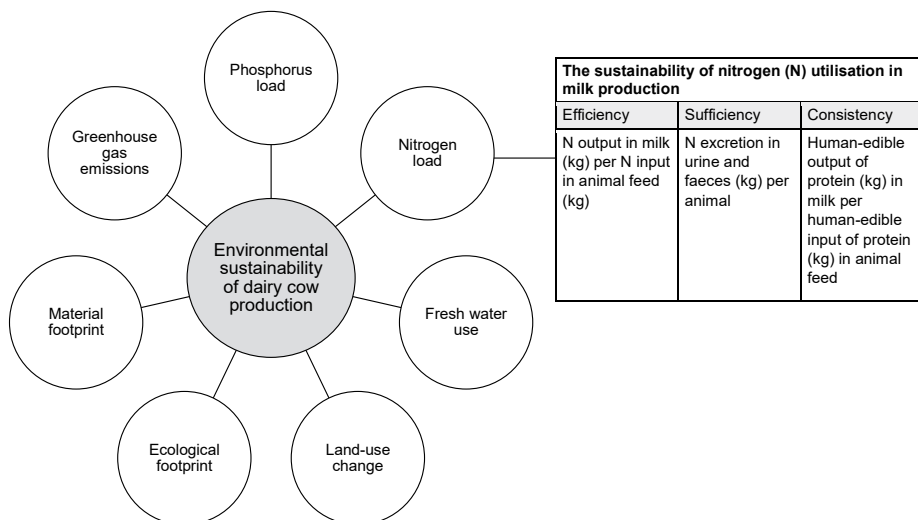 Phosphorus
load
Greenhouse
gas
emissions
Nitrogen
load
Environmental
sustainability
of dairy cow
production
Material
footprint
Fresh water
use
Ecological
footprint
Land-use
change
The sustainability of nitrogen (N) utilisation in
milk production
Efficiency
Sufficiency
Consistency
N output in milk
(kg) per N input
in animal feed
(kg)
N excretion in
urine and
faeces (kg) per
animal
Human-edible
output of
protein (kg) in
milk per
human-edible
input of protein
(kg) in animal
feed